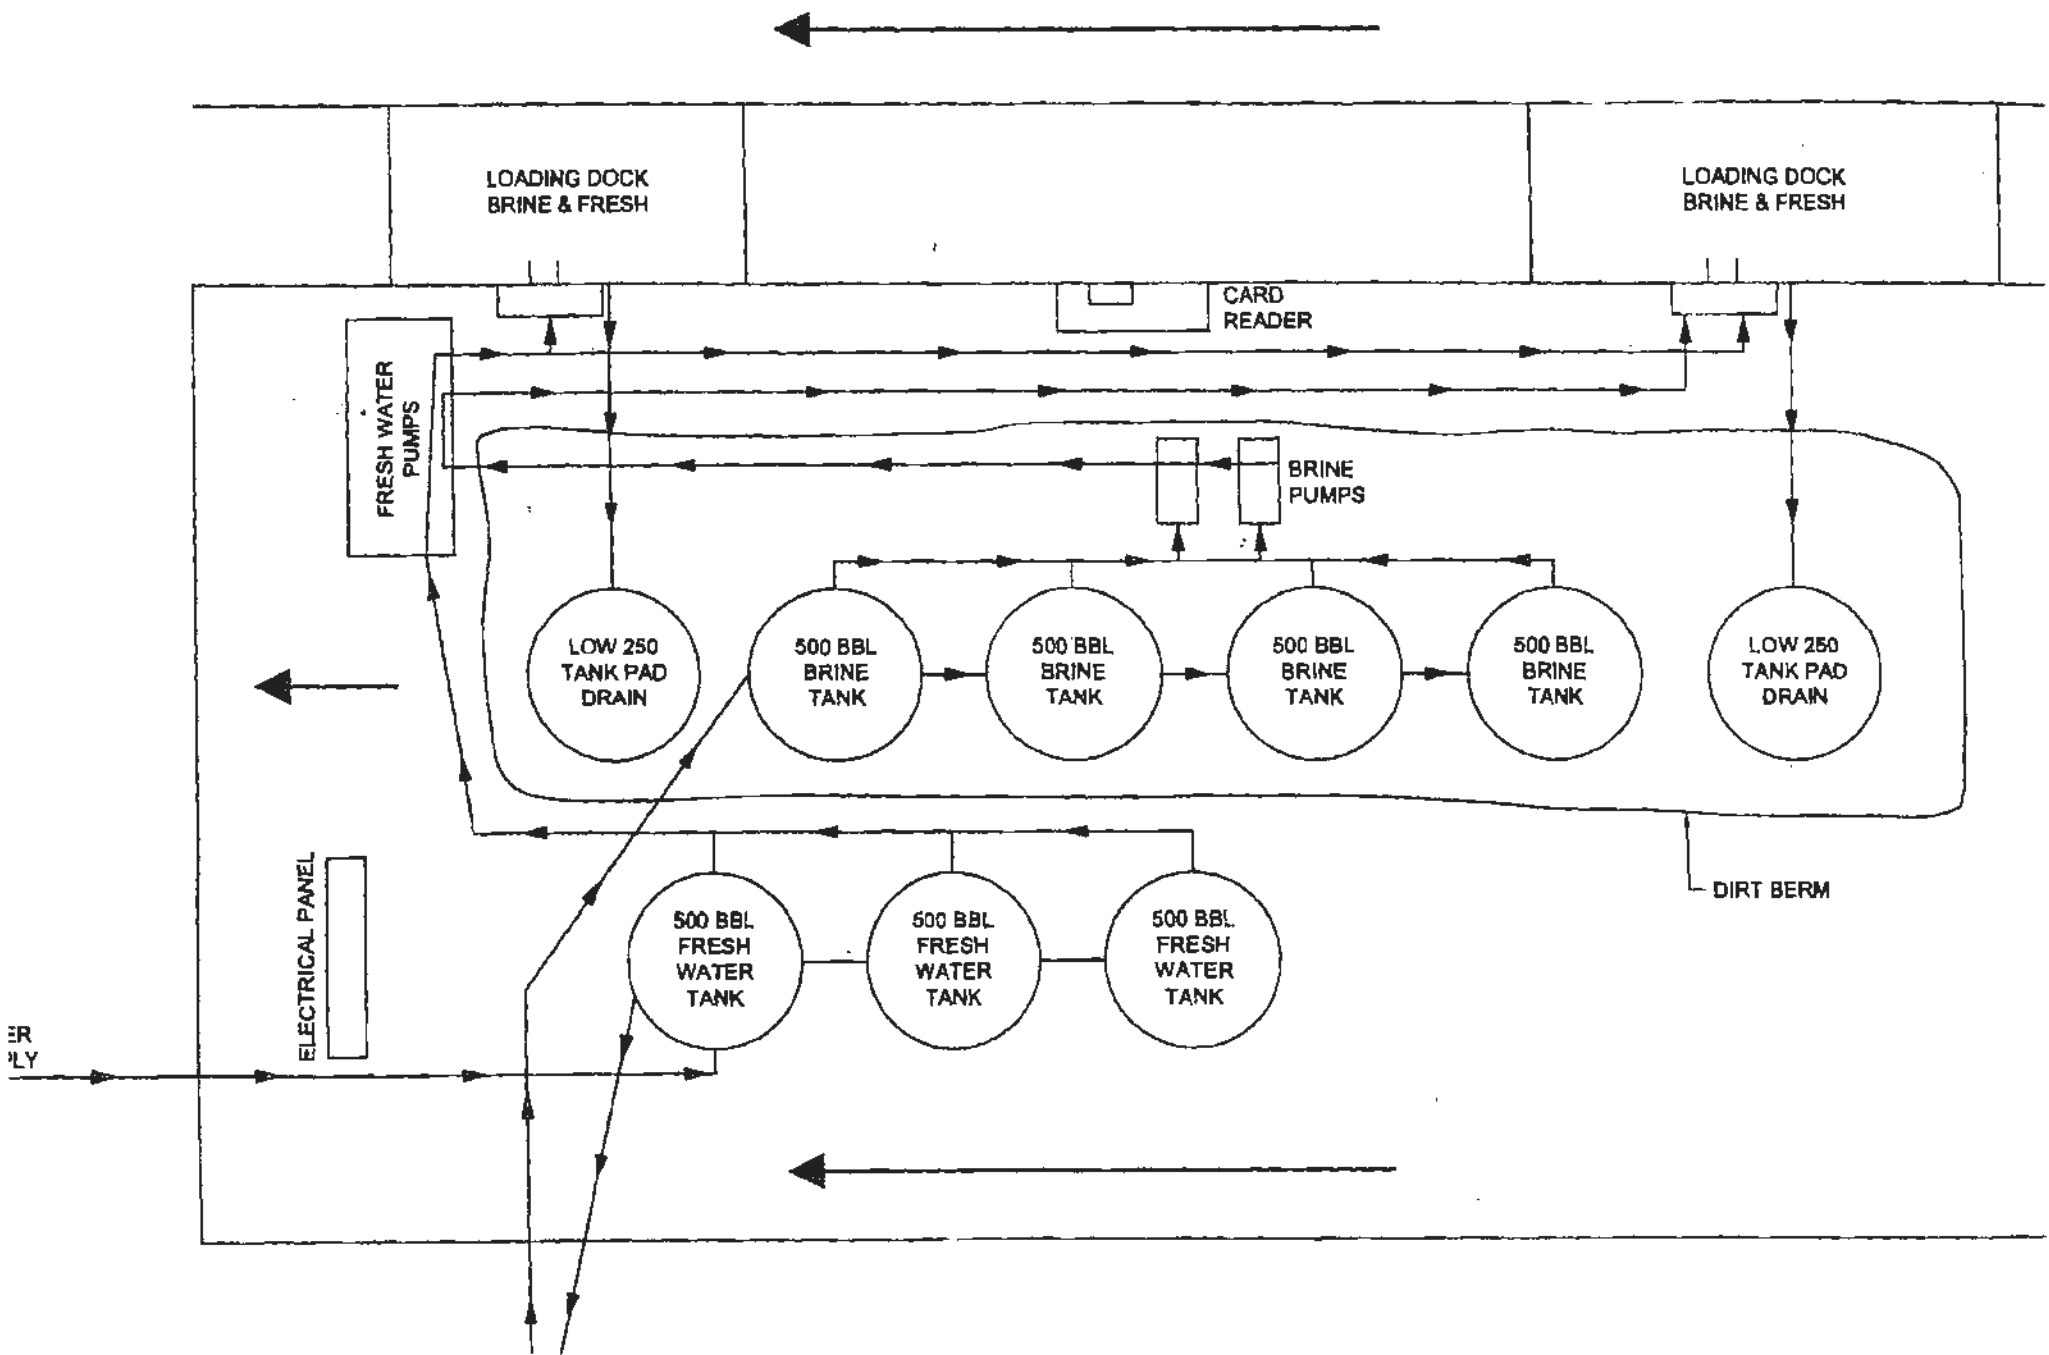 LOADING DOCK
BRINE & FRESH
LOADING DOCK
BRINE & FRESH
CARD
READER
FRESH WATER
PUMPS
BRINE
PUMPS
LOW 250
TANK PAD
DRAIN
500 BBL
BRINE
TANK
500 BBL
BRINE
TANK
500 BBL
BRINE
TANK
500 BBL
BRINE
TANK
LOW 250
TANK PAD
DRAIN
DIRT BERM
ELECTRICAL PANEL
500 BBL
FRESH
WATER
TANK
500 BBL
FRESH
WATER
TANK
500 BBL
FRESH
WATER
TANK
ER
PLY